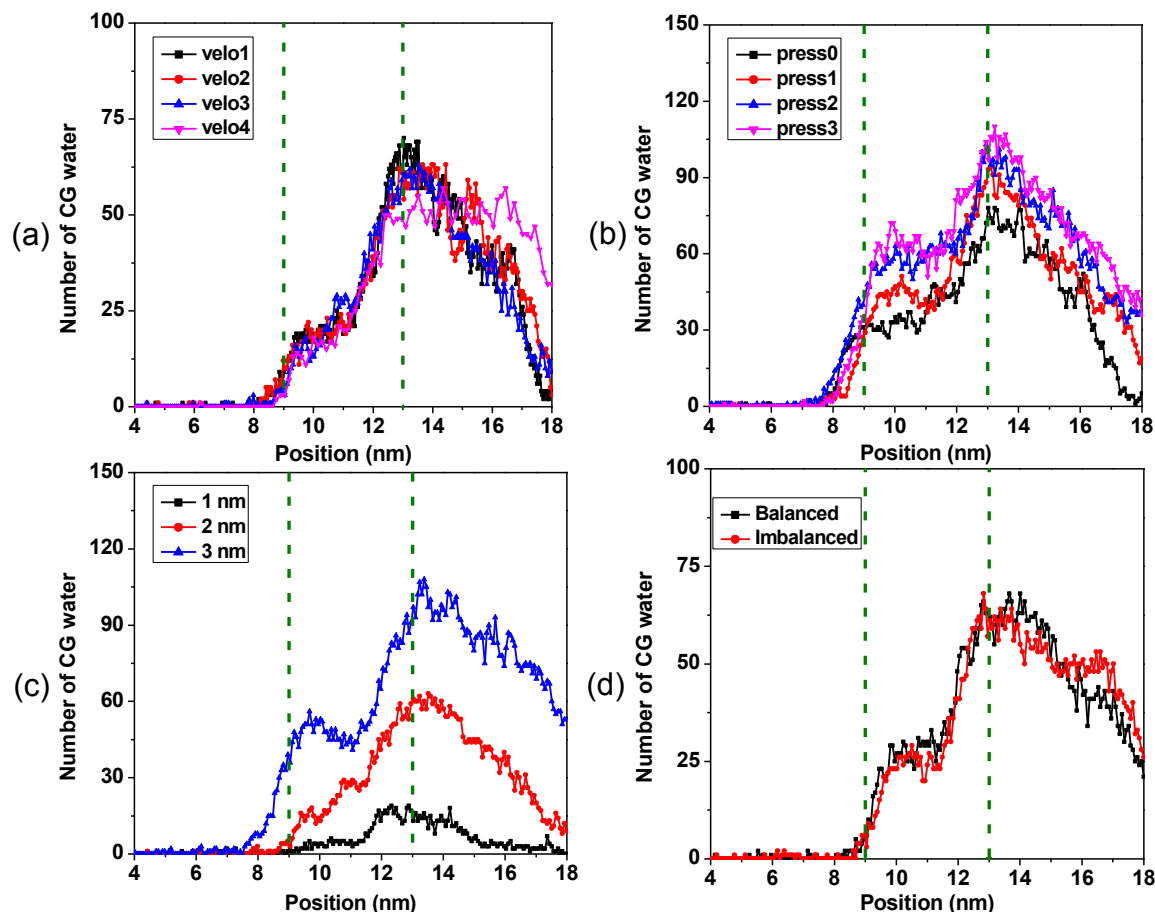 (a)
Number of CG water
100
75
50
25
0
velo1
velo2
velo3
velo4
4 6 8 10 12 14 16 18
Position (nm)
(b)
Number of CG water
150
120
90
60
30
0
press0
press1
press2
press3
4 6 8 10 12 14 16 18
Position (nm)
(c)
Number of CG water
150
120
90
60
30
0
1 nm
2 nm
3 nm
4 6 8 10 12 14 16 18
Position (nm)
(d)
Number of CG water
100
75
50
25
0
Balanced
Imbalanced
4 6 8 10 12 14 16 18
Position (nm)